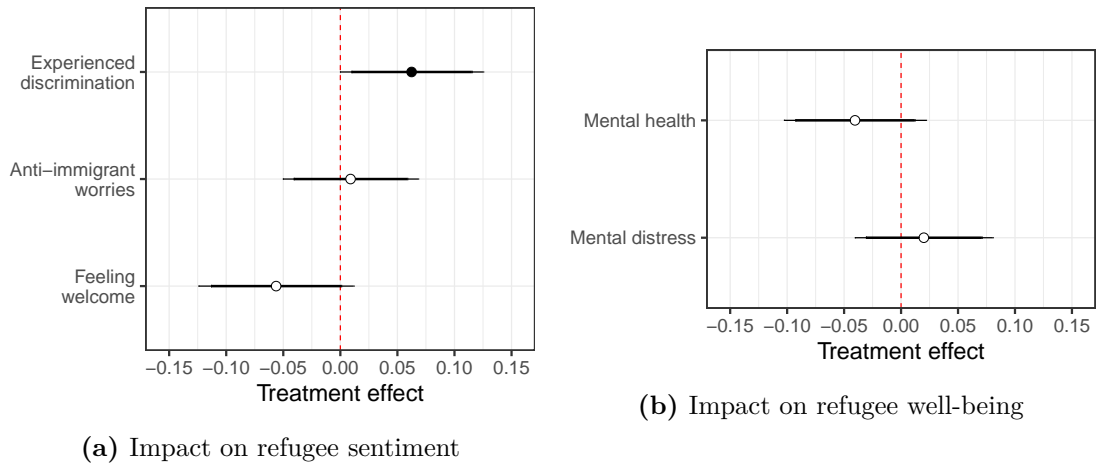 Experienced
discrimination
Anti−immigrant
worries
Feeling
welcome
−0.15 −0.10 −0.05 0.00 0.05 0.10 0.15
Treatment effect
(a) Impact on refugee sentiment
Mental health
Mental distress
−0.15 −0.10 −0.05 0.00 0.05 0.10 0.15
Treatment effect
(b) Impact on refugee well-being